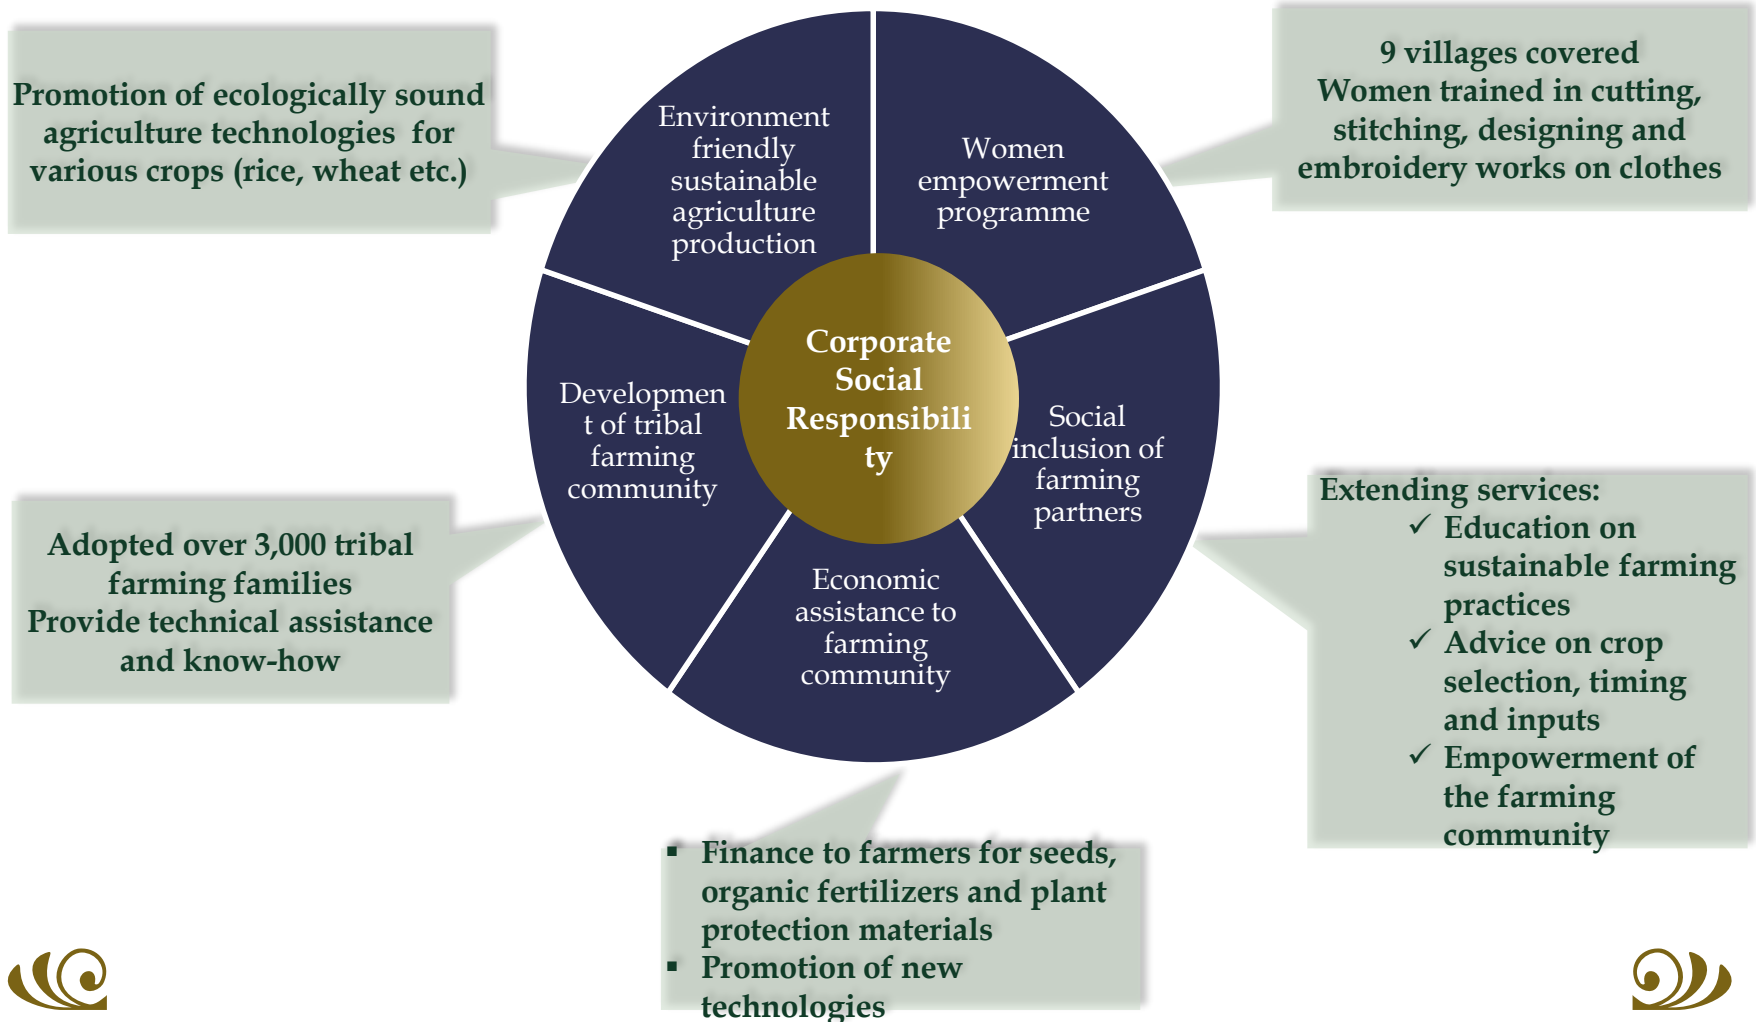 Promotion of ecologically sound
agriculture technologies for
various crops (rice, wheat etc.)
Environment
friendly
sustainable
agriculture
production
Women
empowerment
programme
9 villages covered
Women trained in cutting,
stitching, designing and
embroidery works on clothes
Corporate
Social
Responsibili
ty
Developmen
t of tribal
farming
community
Social
inclusion of
farming
partners
Adopted over 3,000 tribal
farming families
Provide technical assistance
and know-how
Economic
assistance to
farming
community
Extending services:
✓ Education on
sustainable farming
practices
✓ Advice on crop
selection, timing
and inputs
✓ Empowerment of
the farming
community
▪ Finance to farmers for seeds,
organic fertilizers and plant
protection materials
▪ Promotion of new
technologies